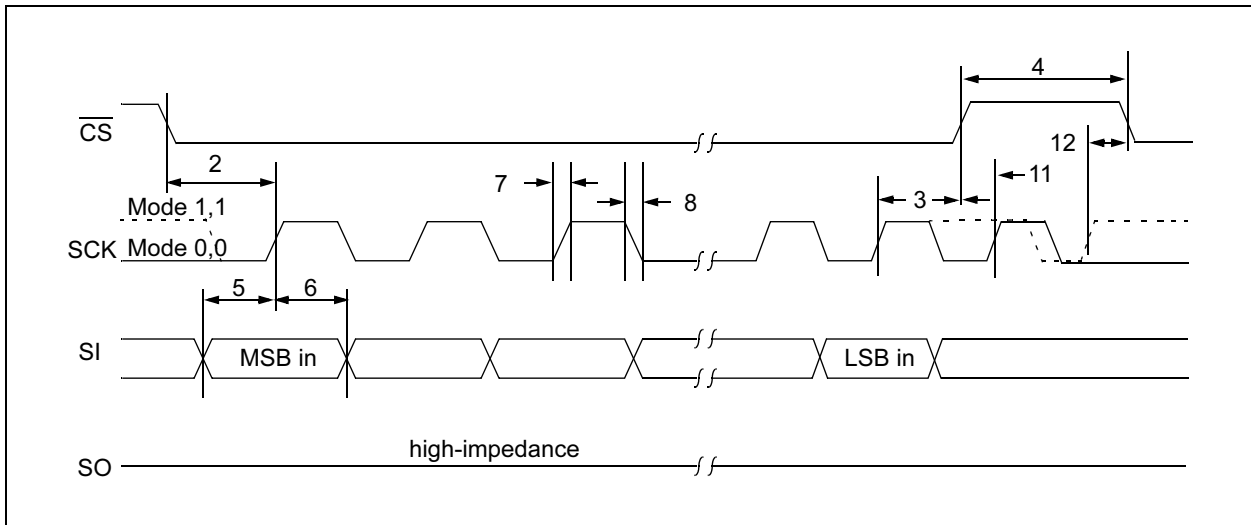 4
CS
12
2
7
8
3
11
Mode 1,1
SCK Mode 0,0
5
6
SI
MSB in
LSB in
high-impedance
SO